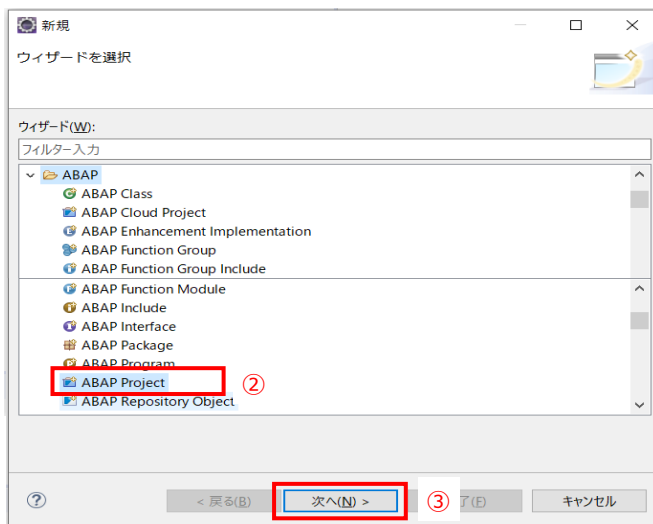 新規
ウィザードを選択
ウィザード(W):
フィルター入力
ABAP
ABAP Class
ABAP Cloud Project
ABAP Enhancement Implementation
ABAP Function Group
ABAP Function Group Include
ABAP Function Module
ABAP Include
ABAP Interface
ABAP Package
ABAP Program
ABAP Project ②
ABAP Repository Object
< 戻る(B) 次へ(N) > ③ 了(F) キャンセル